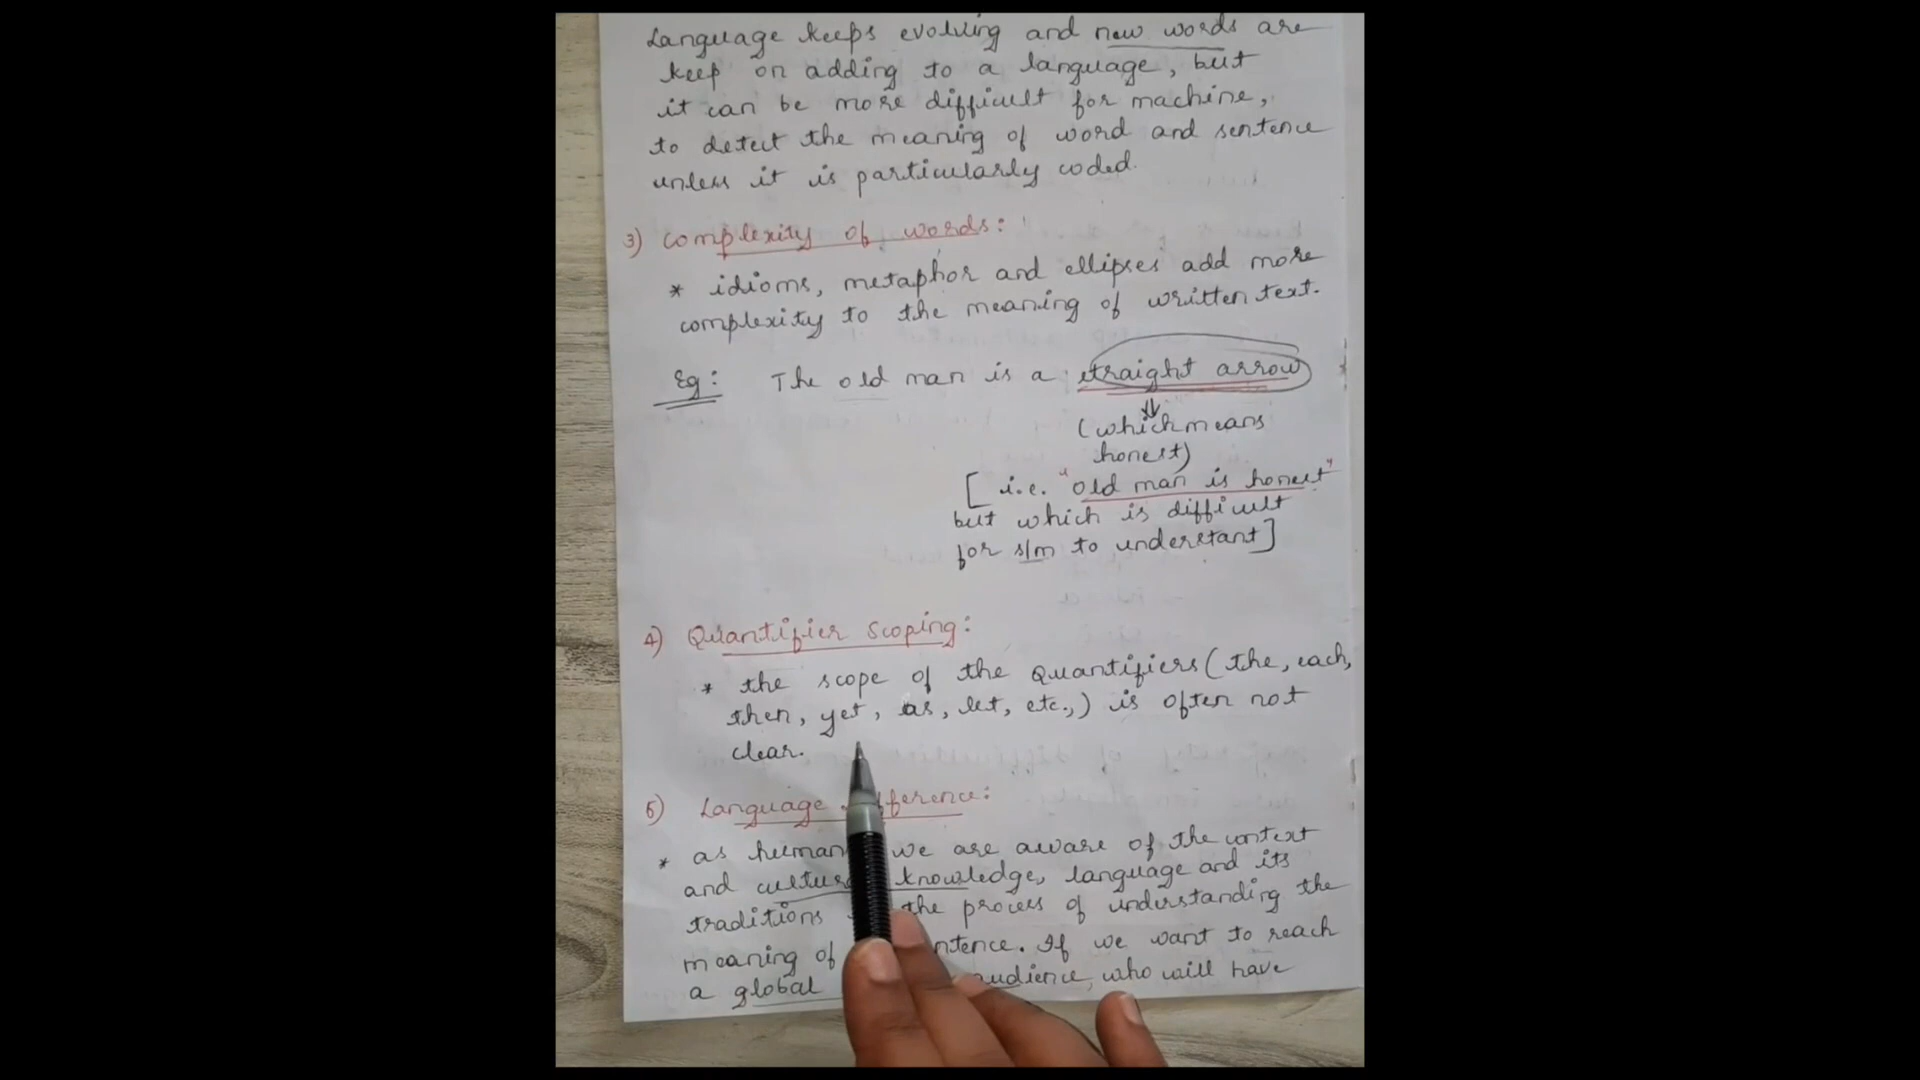 Language keeps evolving and new words are
keep on adding to a language, but
it can be more difficult for machine,
to detect the meaning of word and sentence
unless it is particularly coded.
3) Complexity of words:
* idioms, metaphor and ellipses add more
complexity to the meaning of written text.
Eg: The old man is a straight arrow
(which means
honest)
[ i.e. "old man is honest"
but which is difficult
for s/m to understant]
4) Quantifier Scoping:
* the scope of the Quantifiers (the, each,
then, yet, as, let, etc.,) is often not
clear.
5) Language difference:
* as human we are aware of the context
and cultural knowledge, language and its
traditions the process of understanding the
meaning of sentence. If we want to reach
a global audience, who will have